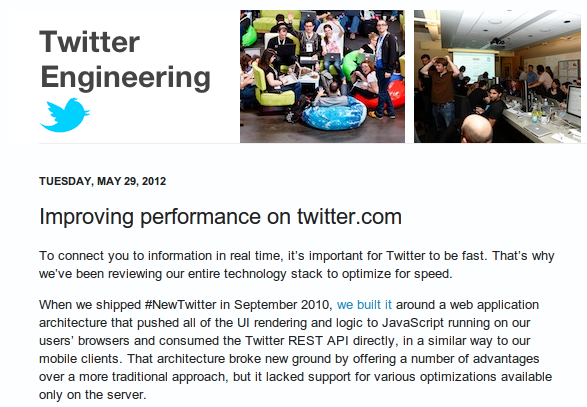 Twitter
Engineering
TUESDAY, MAY 29, 2012
Improving performance on twitter.com
To connect you to information in real time, it’s important for Twitter to be fast. That’s why
we’ve been reviewing our entire technology stack to optimize for speed.
When we shipped #NewTwitter in September 2010, we built it around a web application
architecture that pushed all of the UI rendering and logic to JavaScript running on our
users’ browsers and consumed the Twitter REST API directly, in a similar way to our
mobile clients. That architecture broke new ground by offering a number of advantages
over a more traditional approach, but it lacked support for various optimizations available
only on the server.